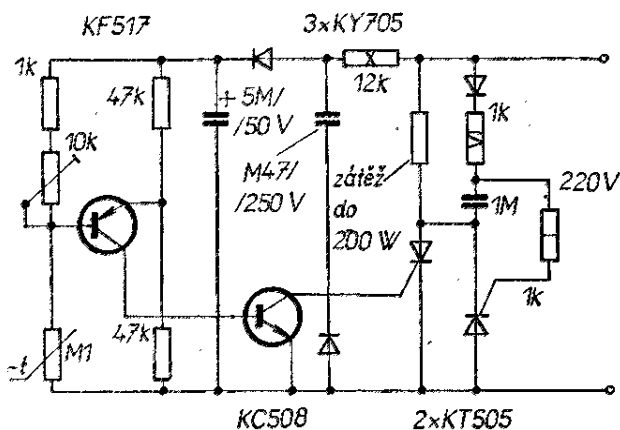 KF517
3xKY705
1k
47k
+ 5M/
/50 V
12k
1k
10k
M47/
/250 V
zátěž
do
200 W
1M
220V
1k
47k
-t
M1
KC508
2xKT505